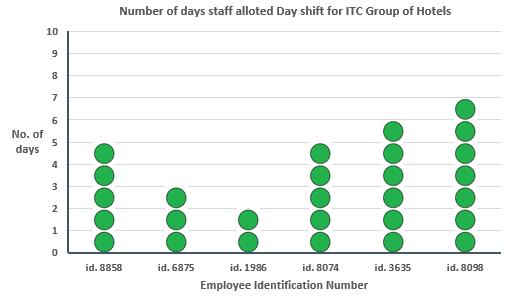 Number of days staff alloted Day shift for ITC Group of Hotels
10
9
8
7
6
5
4
3
2
1
0
No. of
days
id. 8858 id. 6875 id. 1986 id. 8074 id. 3635 id. 8098
Employee Identification Number